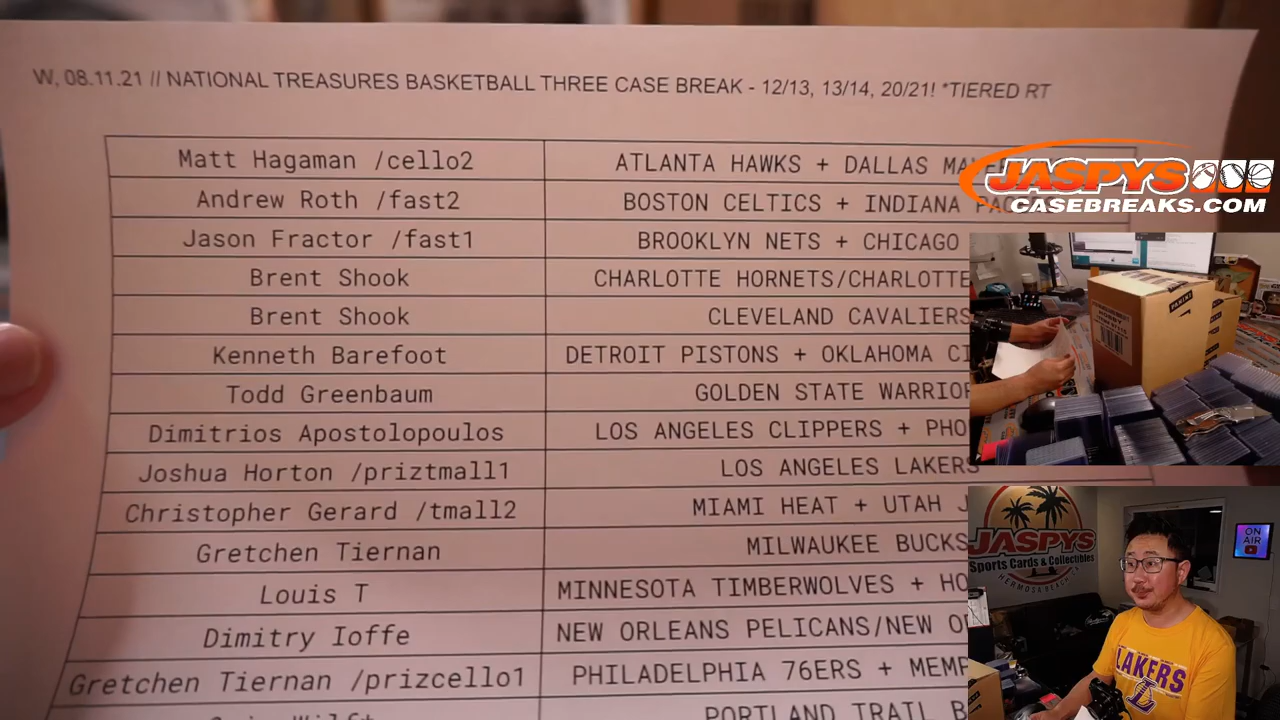 W, 08.11.21 // NATIONAL TREASURES BASKETBALL THREE CASE BREAK - 12/13, 13/14, 20/21! *TIERED RT
Matt Hagaman /cello2 ATLANTA HAWKS + DALLAS
Andrew Roth /fast2 BOSTON CELTICS + INDIANA
Jason Fractor /fast1 BROOKLYN NETS + CHICAGO
Brent Shook CHARLOTTE HORNETS/CHARLOTTE
Brent Shook CLEVELAND CAVALIERS
Kenneth Barefoot DETROIT PISTONS + OKLAHOMA
Todd Greenbaum GOLDEN STATE
Dimitrios Apostolopoulos LOS ANGELES CLIPPERS +
Joshua Horton /priztmall1 LOS ANGELES LAKERS
Christopher Gerard /tmall2 MIAMI HEAT + UTAH
Gretchen Tiernan MILWAUKEE BUCKS
Louis T MINNESOTA TIMBERWOLVES +
Dimitry Ioffe NEW ORLEANS PELICANS/NEW
Gretchen Tiernan /prizcello1 PHILADELPHIA 76ERS +
PORTLAND TRAIL
JASPYS
CASEBREAKS.COM
PANINI
JASPYS
Sports Cards & Collectibles
HERMOSA BEACH, CA
ON
AIR
LAKERS